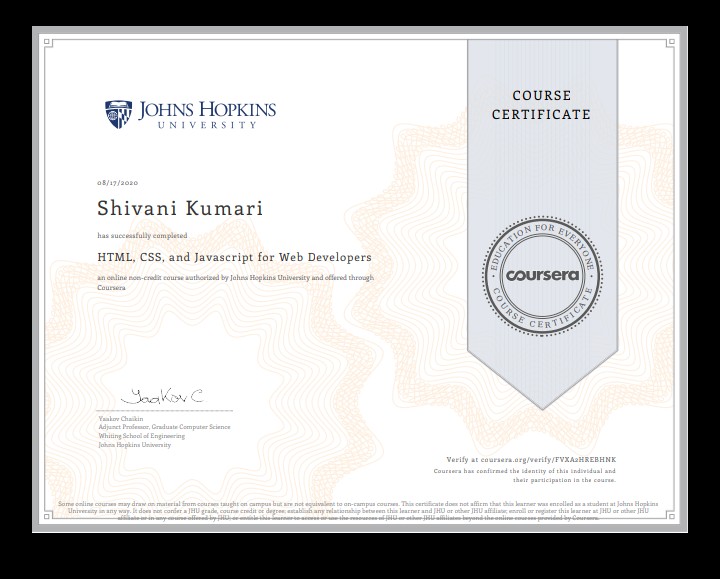 JOHNS HOPKINS
UNIVERSITY
COURSE
CERTIFICATE
08/17/2020
Shivani Kumari
has successfully completed
HTML, CSS, and Javascript for Web Developers
an online non-credit course authorized by Johns Hopkins University and offered through
Coursera
EDUCATION FOR EVERYONE
coursera
COURSE CERTIFICATE
Yaakov C
Yaakov Chaikin
Adjunct Professor, Graduate Computer Science
Whiting School of Engineering
Johns Hopkins University
Verify at coursera.org/verify/FVXA2HREBHNK
Coursera has confirmed the identity of this individual and
their participation in the course.
Some online courses may draw on material from courses taught on campus but are not equivalent to on-campus courses. This certificate does not affirm that this learner was enrolled as a student at Johns Hopkins
University in any way. It does not confer a JHU grade, course credit or degree; establish any relationship between this learner and JHU or other JHU affiliate; enroll or register this learner at JHU or other JHU
affiliate or in any course offered by JHU; or entitle this learner to access or use the resources of JHU or other JHU affiliates beyond the online courses provided by Coursera.